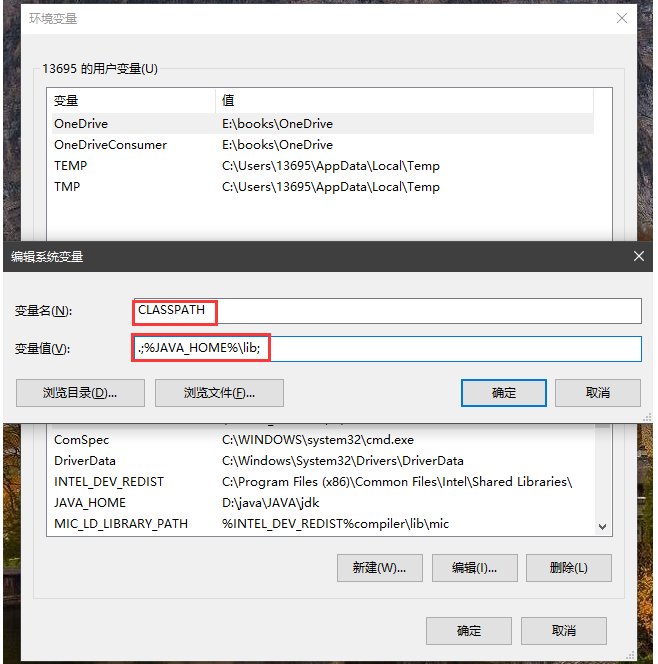 环境变量
13695 的用户变量(U)
变量 值
OneDrive E:\books\OneDrive
OneDriveConsumer E:\books\OneDrive
TEMP C:\Users\13695\AppData\Local\Temp
TMP C:\Users\13695\AppData\Local\Temp
编辑系统变量
变量名(N): CLASSPATH
变量值(V): .;%JAVA_HOME%\lib;
浏览目录(D)... 浏览文件(F)... 确定 取消
ComSpec C:\WINDOWS\system32\cmd.exe
DriverData C:\Windows\System32\Drivers\DriverData
INTEL_DEV_REDIST C:\Program Files (x86)\Common Files\Intel\Shared Libraries\
JAVA_HOME D:\java\JAVA\jdk
MIC_LD_LIBRARY_PATH %INTEL_DEV_REDIST%compiler\lib\mic
新建(W)... 编辑(I)... 删除(L)
确定 取消